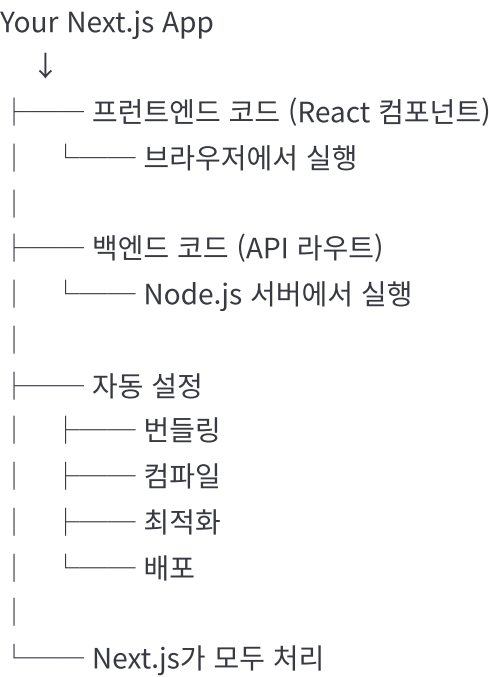 Your Next.js App
↓
├─── 프런트엔드 코드 (React 컴포넌트)
│ └─── 브라우저에서 실행
│
├─── 백엔드 코드 (API 라우트)
│ └─── Node.js 서버에서 실행
│
├─── 자동 설정
│ ├─── 번들링
│ ├─── 컴파일
│ ├─── 최적화
│ └─── 배포
│
└─── Next.js가 모두 처리